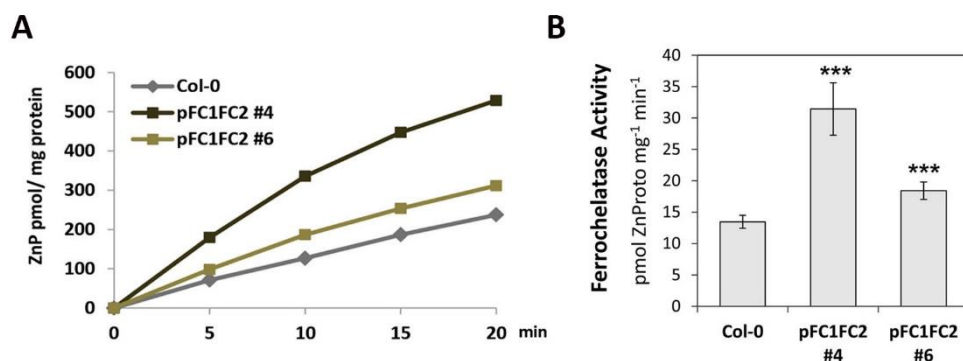 A
ZnP pmol/ mg protein
600
500
400
300
200
100
0
Col-0
pFC1FC2 #4
pFC1FC2 #6
0
5
10
15
20
min
B
Ferrochelatase Activity
pmol ZnProto mg⁻¹ min⁻¹
40
35
30
25
20
15
10
5
0
***
***
Col-0
pFC1FC2
#4
pFC1FC2
#6